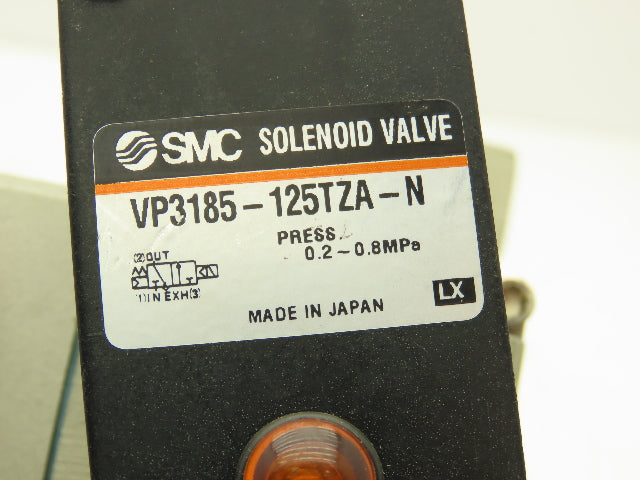 SMC SOLENOID VALVE
VP3185-125TZA-N
PRESS.
0.2~0.8MPa
(2)OUT
(1)IN EXH(3)
LX
MADE IN JAPAN